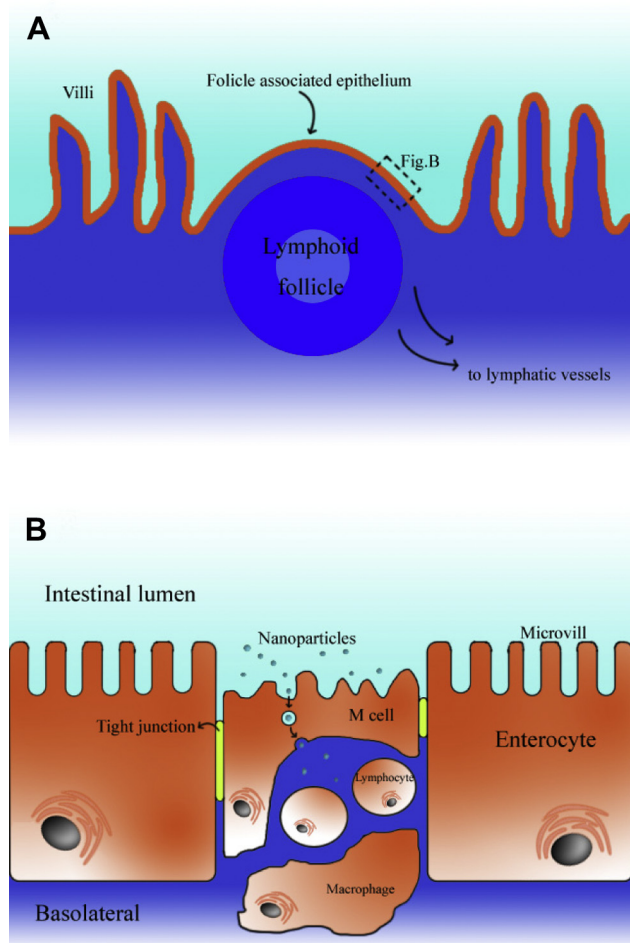 A
Villi
Folicle associated epithelium
Fig.B
Lymphoid
follicle
to lymphatic vessels
B
Intestinal lumen
Nanoparticles
Microvill
Tight junction
M cell
Enterocyte
Lymphocyte
Macrophage
Basolateral